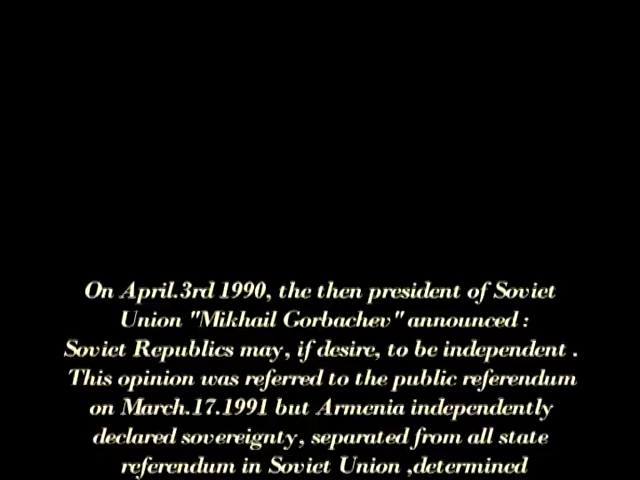 On April.3rd 1990, the then president of Soviet
Union "Mikhail Gorbachev" announced :
Soviet Republics may, if desire, to be independent .
This opinion was referred to the public referendum
on March.17.1991 but Armenia independently
declared sovereignty, separated from all state
referendum in Soviet Union ,determined